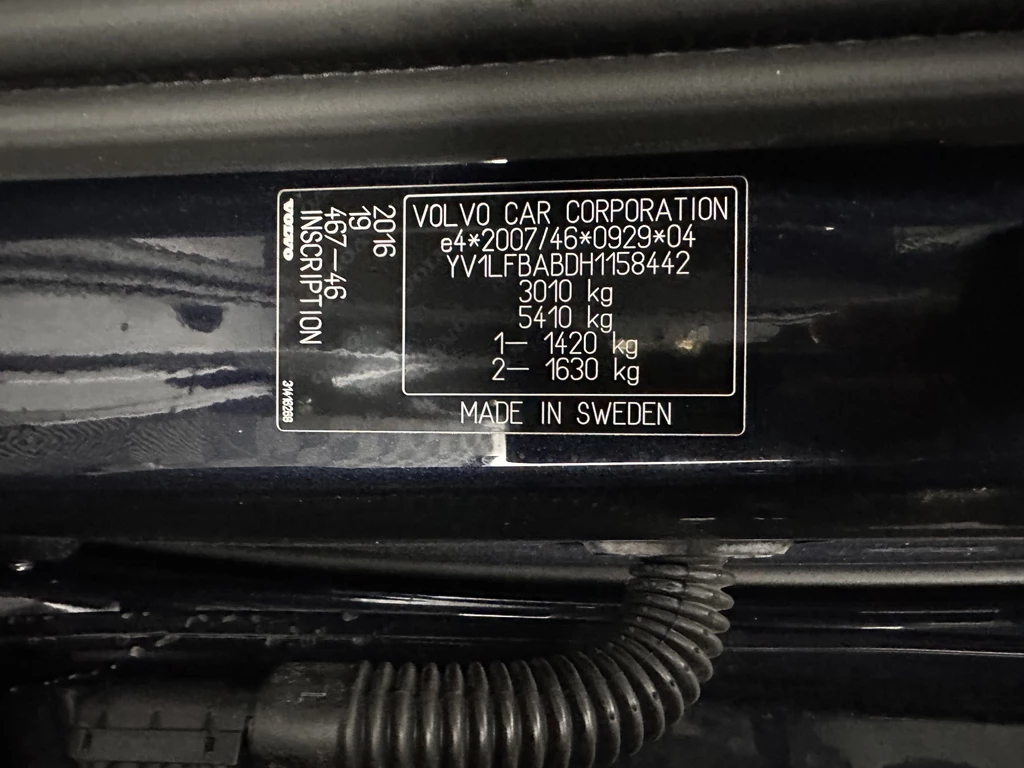 VOLVO CAR CORPORATION
e4*2007/46*0929*04
YV1LFBABDH1158442
3010 kg
5410 kg
1– 1420 kg
2– 1630 kg
MADE IN SWEDEN
2016
19
467–46
INSCRIPTION
VOLVO
31416268